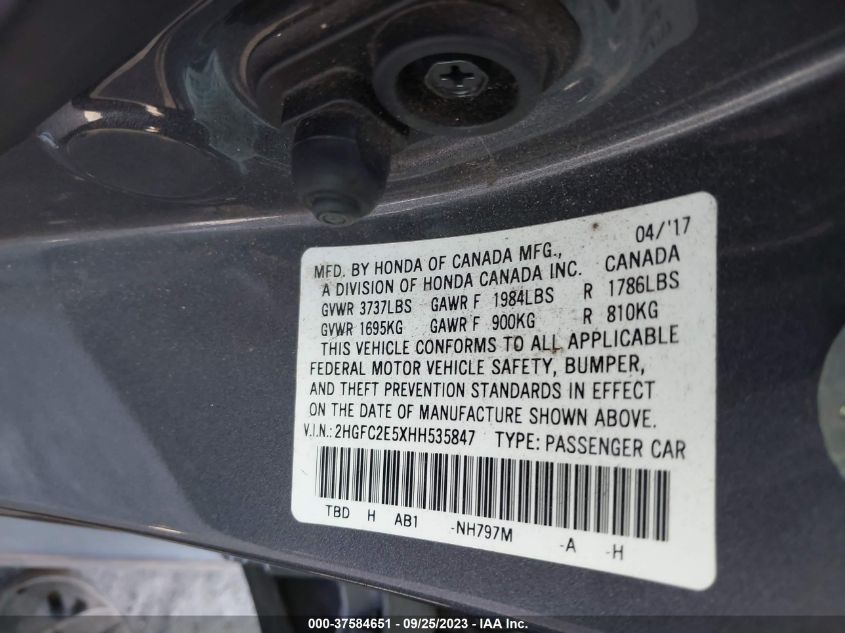 04/'17
MFD. BY HONDA OF CANADA MFG.,
A DIVISION OF HONDA CANADA INC. CANADA
GVWR 3737LBS GAWR F 1984LBS R 1786LBS
GVWR 1695KG GAWR F 900KG R 810KG
THIS VEHICLE CONFORMS TO ALL APPLICABLE
FEDERAL MOTOR VEHICLE SAFETY, BUMPER,
AND THEFT PREVENTION STANDARDS IN EFFECT
ON THE DATE OF MANUFACTURE SHOWN ABOVE.
V.I.N.: 2HGFC2E5XHH535847 TYPE: PASSENGER CAR
TBD H AB1 -NH797M -A -H
000-37584651 / 09/25/2023 / Copyright IAA, Inc.